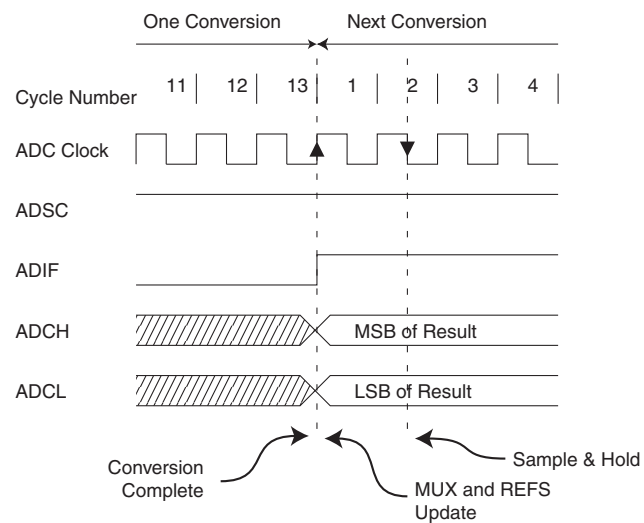 One Conversion Next Conversion
Cycle Number 11 12 13 1 2 3 4
ADC Clock
ADSC
ADIF
ADCH MSB of Result
ADCL LSB of Result
Conversion
Complete
MUX and REFS
Update
Sample & Hold